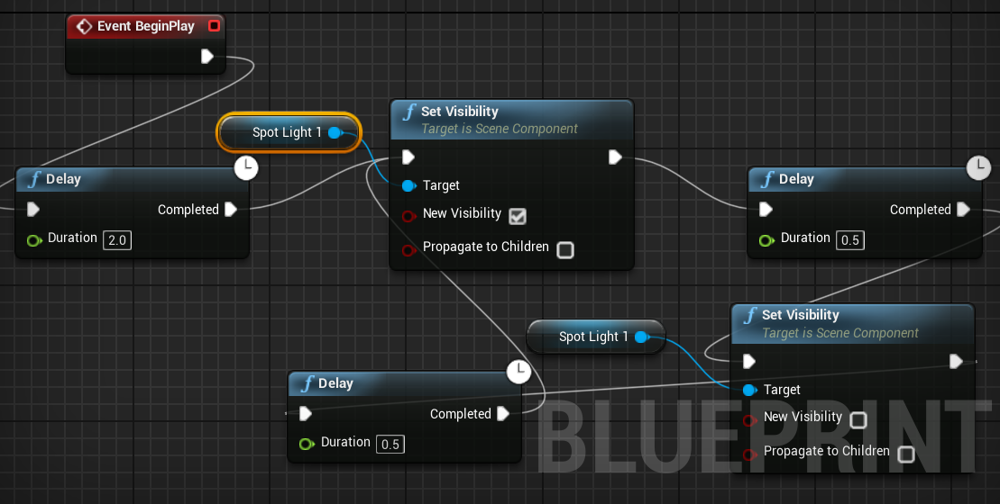 Event BeginPlay
Spot Light 1
Set Visibility
Target is Scene Component
Target
New Visibility
Propagate to Children
Delay
Completed
Duration 2.0
Delay
Completed
Duration 0.5
Set Visibility
Target is Scene Component
Spot Light 1
Target
New Visibility
Propagate to Children
Delay
Completed
Duration 0.5
BLUEPRINT